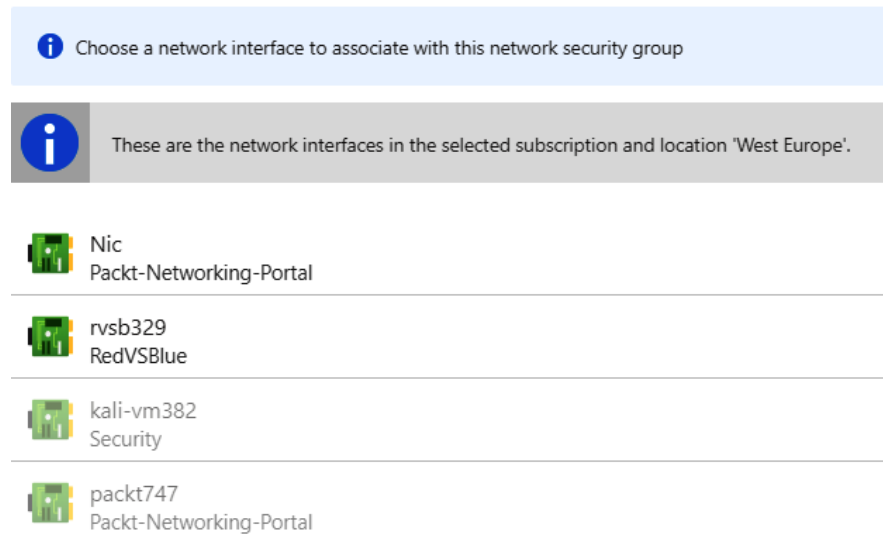 Choose a network interface to associate with this network security group
These are the network interfaces in the selected subscription and location 'West Europe'.
Nic
Packt-Networking-Portal
rvsb329
RedVSBlue
kali-vm382
Security
packt747
Packt-Networking-Portal